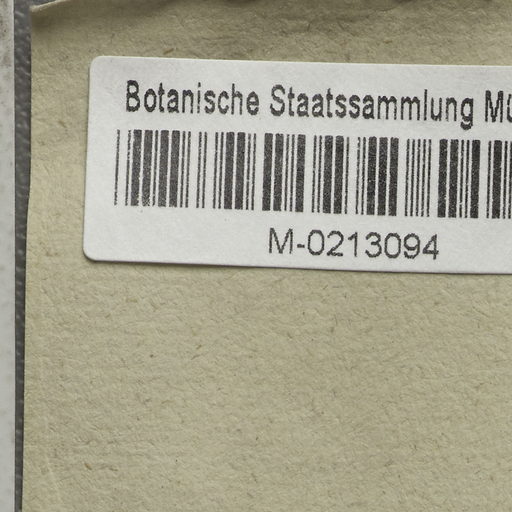 Botanische Staatssammlung Mü
M-0213094